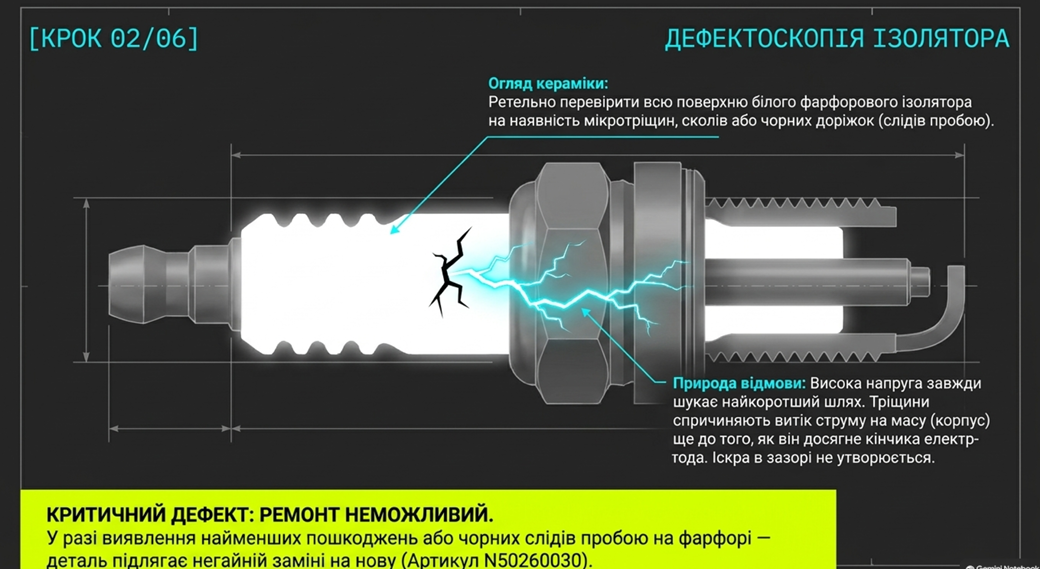 [КРОК 02/06]
ДЕФЕКТОСКОПІЯ ІЗОЛЯТОРА
Огляд кераміки:
Ретельно перевірити всю поверхню білого фарфорового ізолятора
на наявність мікротріщин, сколів або чорних доріжок (слідів пробою).
Природа відмови: Висока напруга завжди
шукає найкоротший шлях. Тріщини
спричиняють витік струму на масу (корпус)
ще до того, як він досягне кінчика електр-
тода. Іскра в зазорі не утворюється.
КРИТИЧНИЙ ДЕФЕКТ: РЕМОНТ НЕМОЖЛИВИЙ.
У разі виявлення найменших пошкоджень або чорних слідів пробою на фарфорі —
деталь підлягає негайній заміні на нову (Артикул N50260030).
Gemini Notebook